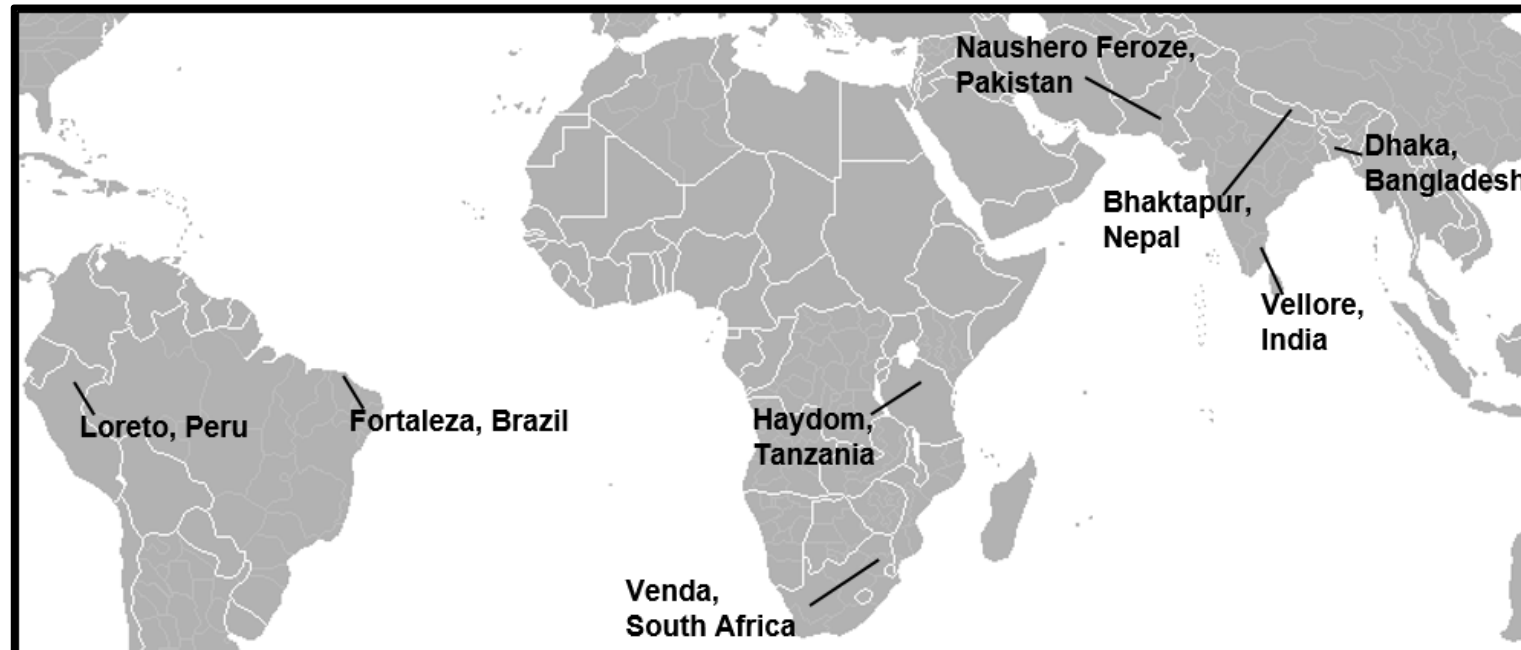 Naushero Feroze,
Pakistan
Dhaka,
Bangladesh
Bhaktapur,
Nepal
Vellore,
India
Loreto, Peru
Fortaleza, Brazil
Haydom,
Tanzania
Venda,
South Africa